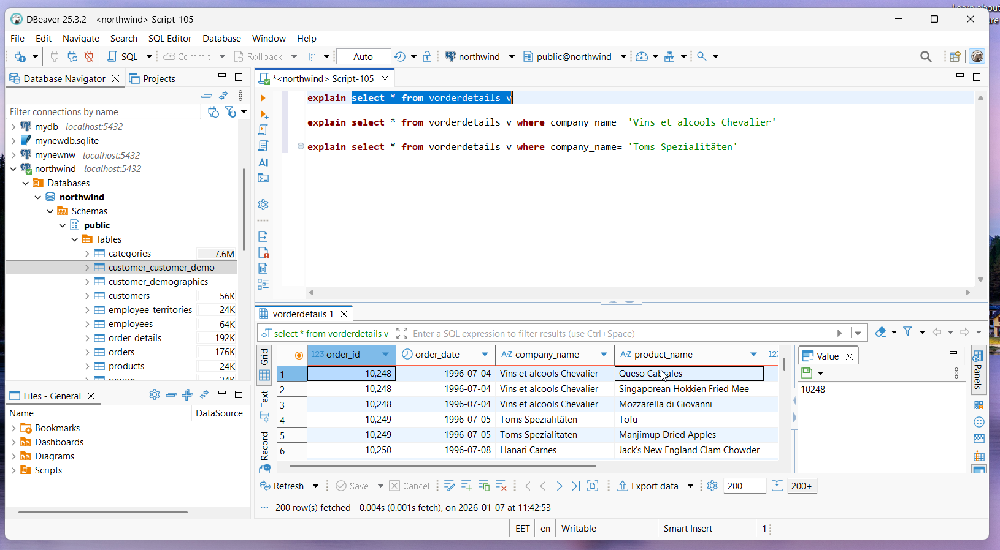 Learn about
DBeaver 25.3.2 - <northwind> Script-105
File Edit Navigate Search SQL Editor Database Window Help
SQL Commit Rollback Auto northwind public@northwind
Database Navigator Projects
*<northwind> Script-105
Filter connections by name
mydb localhost:5432
mynewdb.sqlite
mynewnw localhost:5432
northwind localhost:5432
Databases
northwind
Schemas
public
Tables
categories 7.6M
customer_customer_demo
customer_demographics
customers 56K
employee_territories 24K
employees 64K
order_details 192K
orders 176K
products 24K
region 24K
explain select * from vorderdetails v
explain select * from vorderdetails v where company_name= 'Vins et alcools Chevalier'
explain select * from vorderdetails v where company_name= 'Toms Spezialitäten'
AI
Files - General
Name DataSource
Bookmarks
Dashboards
Diagrams
Scripts
vorderdetails 1
select * from vorderdetails v Enter a SQL expression to filter results (use Ctrl+Space)
Grid
Text
Record
123 order_id order_date A-Z company_name A-Z product_name 123
1 10,248 1996-07-04 Vins et alcools Chevalier Queso Cabrales
2 10,248 1996-07-04 Vins et alcools Chevalier Singaporean Hokkien Fried Mee
3 10,248 1996-07-04 Vins et alcools Chevalier Mozzarella di Giovanni
4 10,249 1996-07-05 Toms Spezialitäten Tofu
5 10,249 1996-07-05 Toms Spezialitäten Manjimup Dried Apples
6 10,250 1996-07-08 Hanari Carnes Jack's New England Clam Chowder
Value
10248
Panels
Refresh Save Cancel Export data 200 200+
200 row(s) fetched - 0.004s (0.001s fetch), on 2026-01-07 at 11:42:53
EET en Writable Smart Insert 1